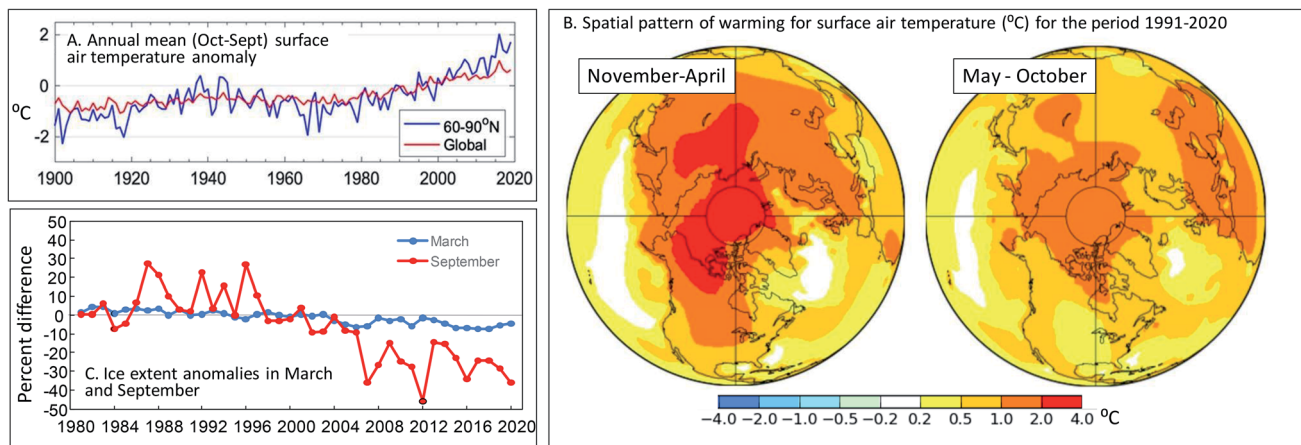 A. Annual mean (Oct-Sept) surface
air temperature anomaly
2
0
-2
⁰C
60-90⁰N
Global
1900 1920 1940 1960 1980 2000 2020
B. Spatial pattern of warming for surface air temperature (⁰C) for the period 1991-2020
November-April
May - October
−4.0 −2.0 −1.0 −0.5 −0.2 0.2 0.5 1.0 2.0 4.0 ⁰C
50
40
30
20
10
0
-10
-20
-30
-40
-50
Percent difference
March
September
C. Ice extent anomalies in March
and September
1980 1984 1988 1992 1996 2000 2004 2008 2012 2016 2020